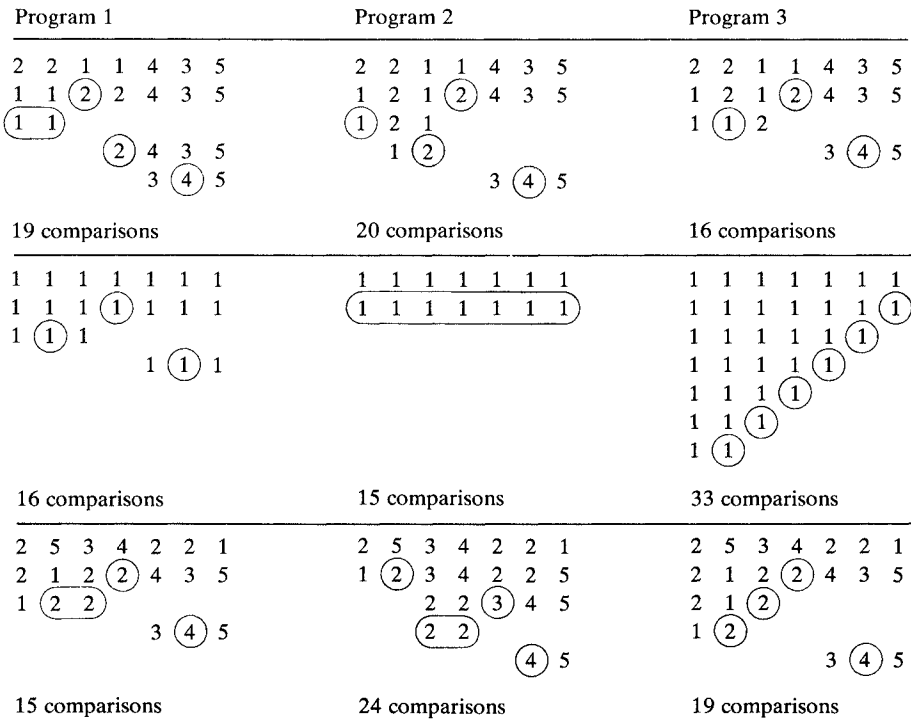 Program 1 Program 2 Program 3
2 2 1 1 4 3 5 2 2 1 1 4 3 5 2 2 1 1 4 3 5
1 1 2 2 4 3 5 1 2 1 2 4 3 5 1 2 1 2 4 3 5
1 1 1 2 1 1 1 2
2 4 3 5 1 2 3 4 5
3 4 5 3 4 5
19 comparisons 20 comparisons 16 comparisons
1 1 1 1 1 1 1 1 1 1 1 1 1 1 1 1 1 1 1 1 1
1 1 1 1 1 1 1 1 1 1 1 1 1 1 1 1 1 1 1 1 1
1 1 1 1 1 1 1 1 1
1 1 1 1 1 1 1 1
1 1 1 1
1 1 1
1 1
16 comparisons 15 comparisons 33 comparisons
2 5 3 4 2 2 1 2 5 3 4 2 2 1 2 5 3 4 2 2 1
2 1 2 2 4 3 5 1 2 3 4 2 2 5 2 1 2 2 4 3 5
1 2 2 2 2 3 4 5 2 1 2
3 4 5 2 2 1 2
4 5 3 4 5
15 comparisons 24 comparisons 19 comparisons